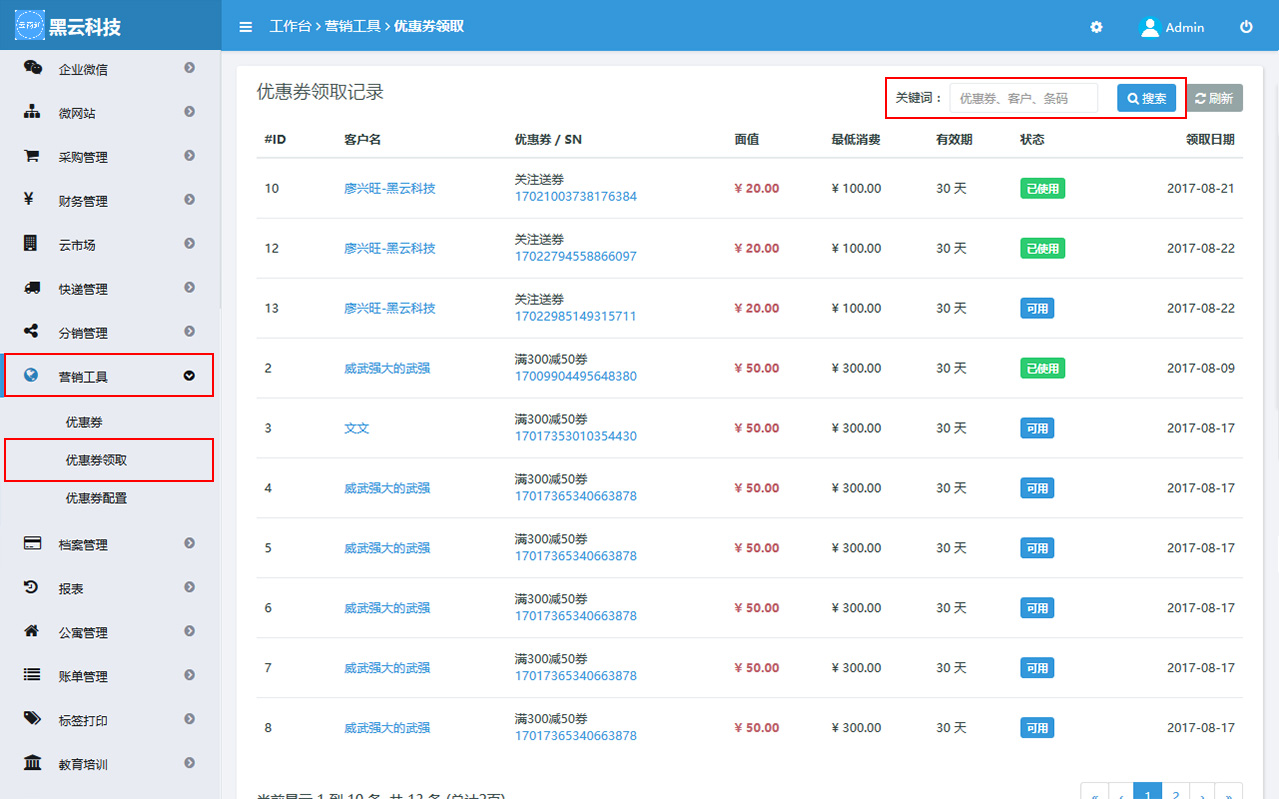 黑云科技
工作台 > 营销工具 > 优惠券领取
Admin
企业微信
微网站
采购管理
财务管理
云市场
快递管理
分销管理
营销工具
优惠券
优惠券领取
优惠券配置
档案管理
报表
公寓管理
账单管理
标签打印
教育培训
优惠券领取记录
关键词： 优惠券、客户、条码 搜索 刷新
#ID 客户名 优惠券 / SN 面值 最低消费 有效期 状态 领取日期
10 廖兴旺-黑云科技 关注送券 ¥ 20.00 ¥ 100.00 30 天 已使用 2017-08-21
17021003738176384
12 廖兴旺-黑云科技 关注送券 ¥ 20.00 ¥ 100.00 30 天 已使用 2017-08-22
17022794558866097
13 廖兴旺-黑云科技 关注送券 ¥ 20.00 ¥ 100.00 30 天 可用 2017-08-22
17022985149315711
2 威武强大的武强 满300减50券 ¥ 50.00 ¥ 300.00 30 天 已使用 2017-08-09
17009904495648380
3 文文 满300减50券 ¥ 50.00 ¥ 300.00 30 天 可用 2017-08-17
17017353010354430
4 威武强大的武强 满300减50券 ¥ 50.00 ¥ 300.00 30 天 可用 2017-08-17
17017365340663878
5 威武强大的武强 满300减50券 ¥ 50.00 ¥ 300.00 30 天 可用 2017-08-17
17017365340663878
6 威武强大的武强 满300减50券 ¥ 50.00 ¥ 300.00 30 天 可用 2017-08-17
17017365340663878
7 威武强大的武强 满300减50券 ¥ 50.00 ¥ 300.00 30 天 可用 2017-08-17
17017365340663878
8 威武强大的武强 满300减50券 ¥ 50.00 ¥ 300.00 30 天 可用 2017-08-17
17017365340663878
当前显示 1 到 10 条, 共 13 条 (总计2页)
« ‹ 1 2 › »